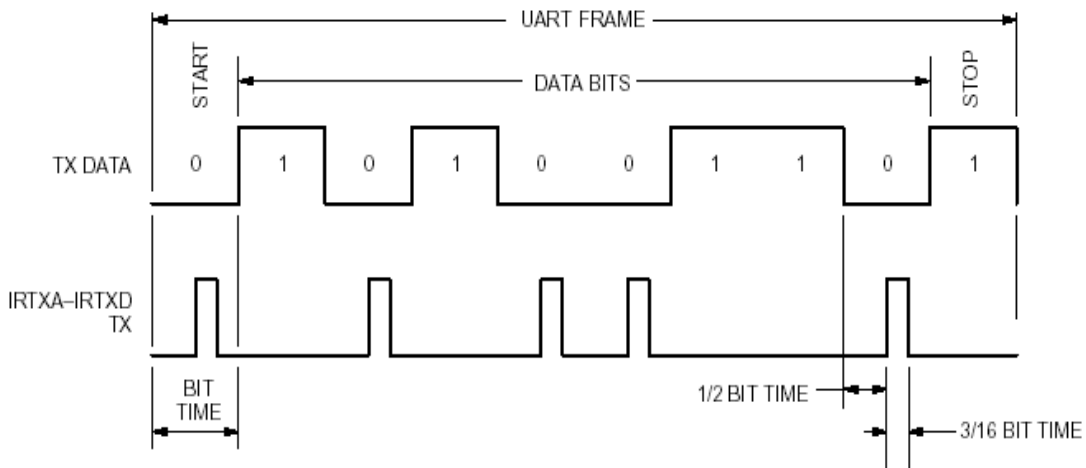 UART FRAME
START
DATA BITS
STOP
TX DATA
0 1 0 1 0 0 1 1 0 1
IRTXA–IRTXD
TX
BIT
TIME
1/2 BIT TIME
3/16 BIT TIME